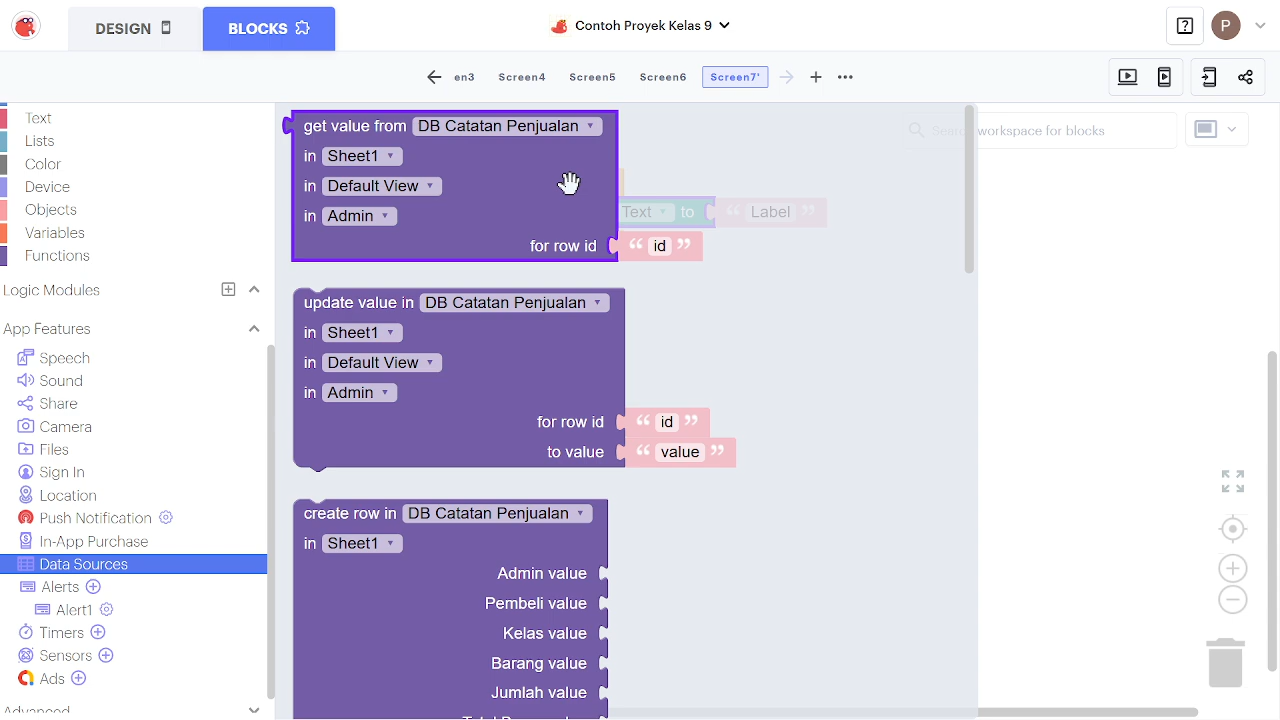 DESIGN
BLOCKS
Contoh Proyek Kelas 9
P
en3
Screen4
Screen5
Screen6
Screen7'
Text
Lists
Color
Device
Objects
Variables
Functions
Logic Modules
App Features
Speech
Sound
Share
Camera
Files
Sign In
Location
Push Notification
In-App Purchase
Data Sources
Alerts
Alert1
Timers
Sensors
Ads
Advanced
get value from DB Catatan Penjualan
in Sheet1
in Default View
in Admin
for row id “ id ”
Text to “ Label ”
workspace for blocks
update value in DB Catatan Penjualan
in Sheet1
in Default View
in Admin
for row id “ id ”
to value “ value ”
create row in DB Catatan Penjualan
in Sheet1
Admin value
Pembeli value
Kelas value
Barang value
Jumlah value